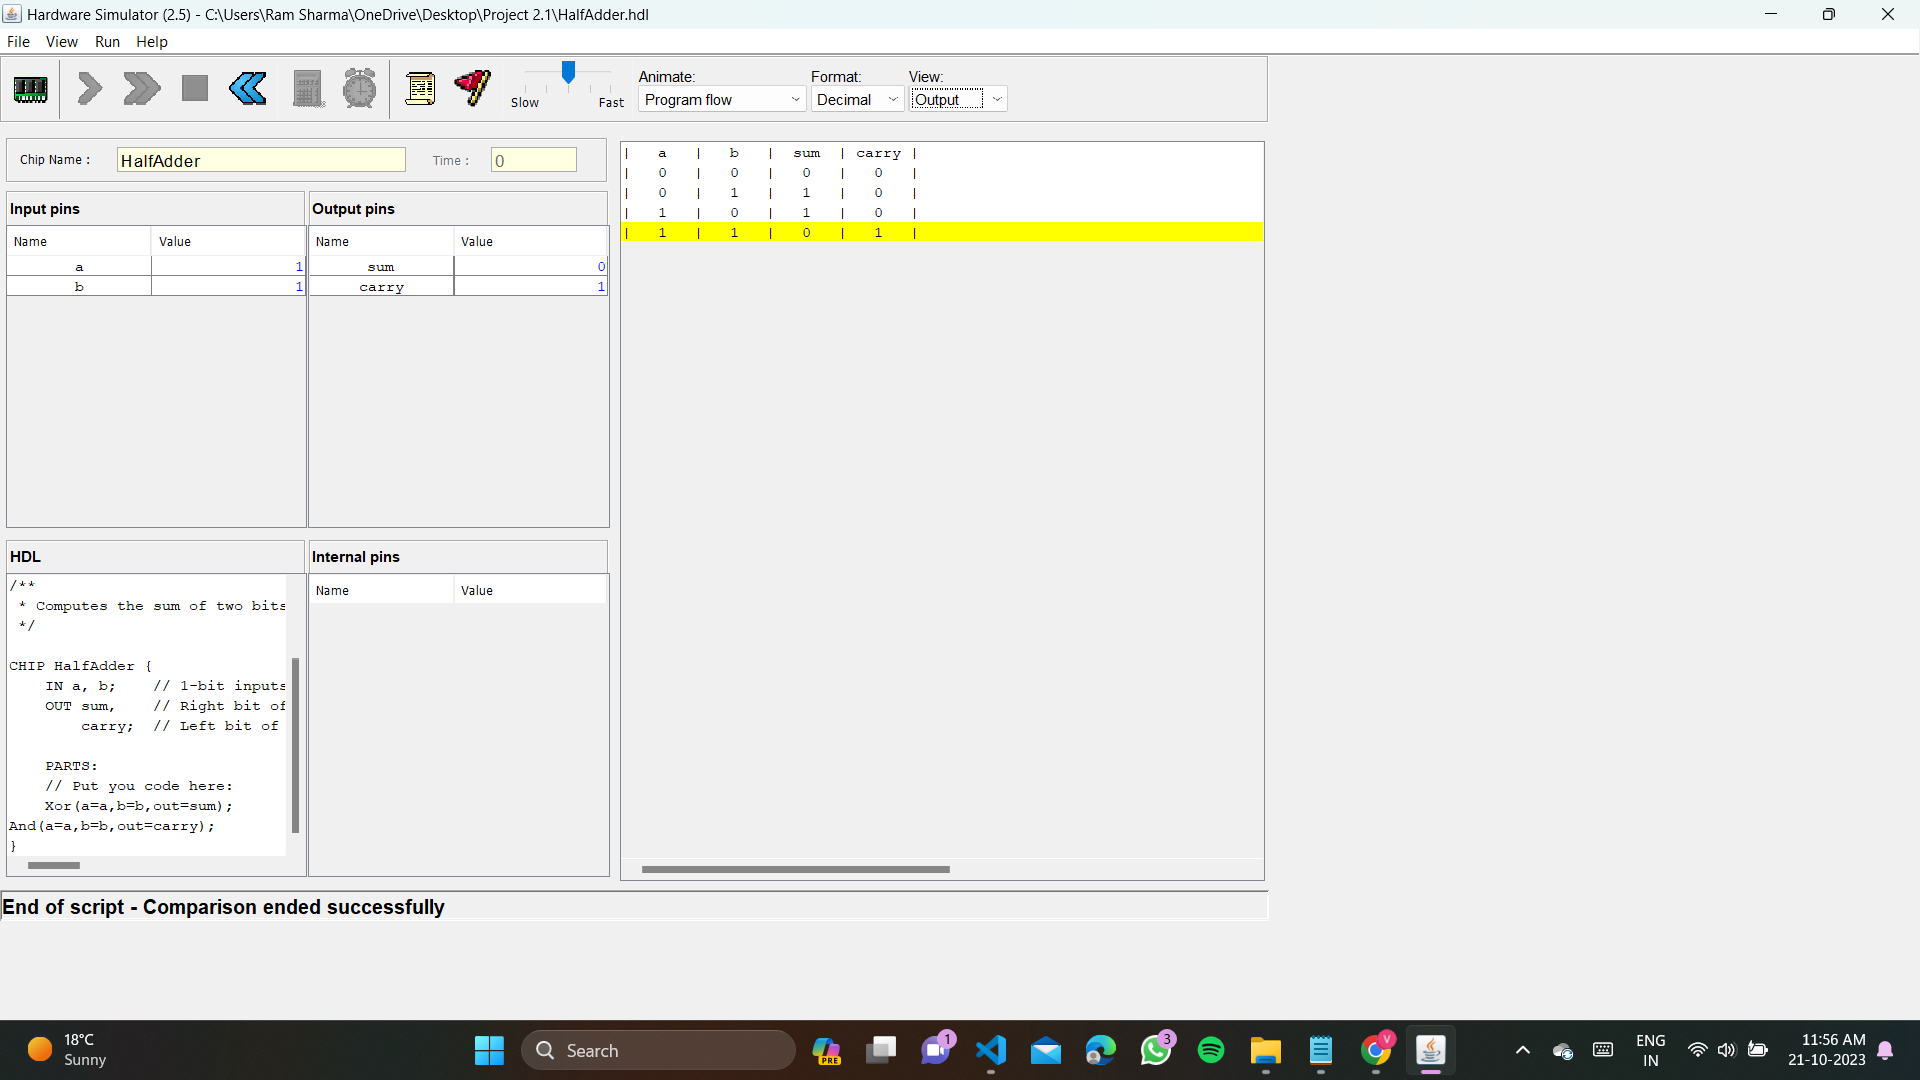 Hardware Simulator (2.5) - C:\Users\Ram Sharma\OneDrive\Desktop\Project 2.1\HalfAdder.hdl
File View Run Help
Slow Fast
Animate: Format: View:
Program flow Decimal Output
Chip Name : HalfAdder Time : 0
Input pins
Name Value
a 1
b 1
Output pins
Name Value
sum 0
carry 1
| a | b | sum | carry |
| 0 | 0 | 0 | 0 |
| 0 | 1 | 1 | 0 |
| 1 | 0 | 1 | 0 |
| 1 | 1 | 0 | 1 |
HDL
/**
* Computes the sum of two bits
*/
CHIP HalfAdder {
IN a, b; // 1-bit inputs
OUT sum, // Right bit of
carry; // Left bit of
PARTS:
// Put you code here:
Xor(a=a,b=b,out=sum);
And(a=a,b=b,out=carry);
}
Internal pins
Name Value
End of script - Comparison ended successfully
18°C
Sunny
Search
PRE
1
3
V
ENG
IN
11:56 AM
21-10-2023